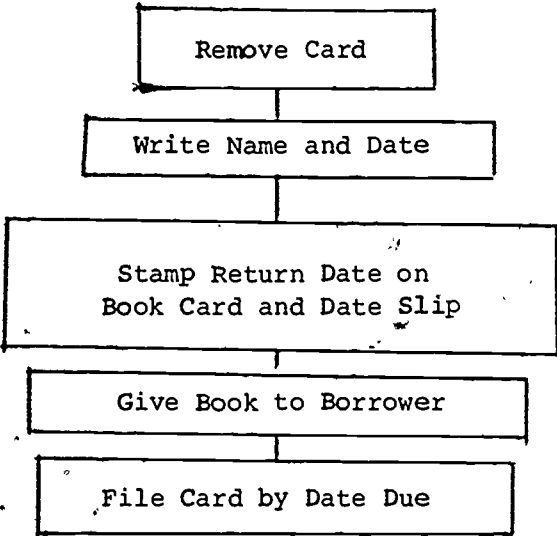 Remove Card
Write Name and Date
Stamp Return Date on
Book Card and Date Slip
Give Book to Borrower
File Card by Date Due